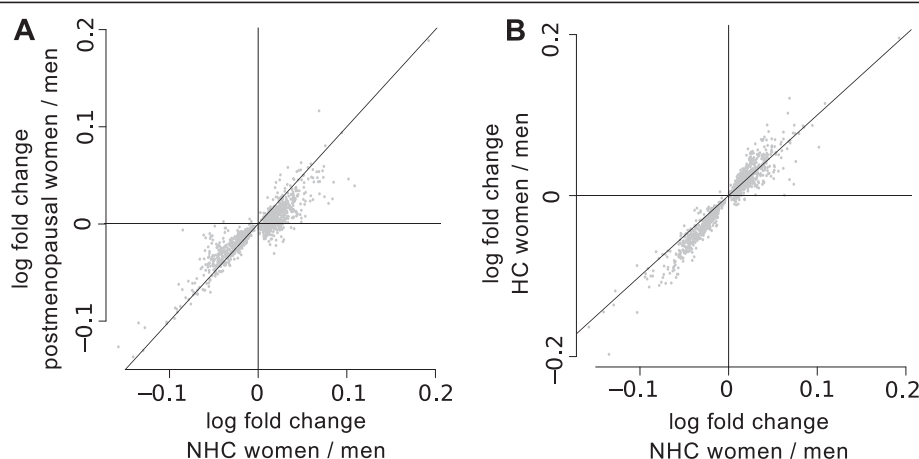 A
log fold change
postmenopausal women / men
0.2
0.1
0
−0.1
−0.1
0
0.1
0.2
log fold change
NHC women / men
B
log fold change
HC women / men
0.2
0
−0.2
−0.1
0
0.1
0.2
log fold change
NHC women / men